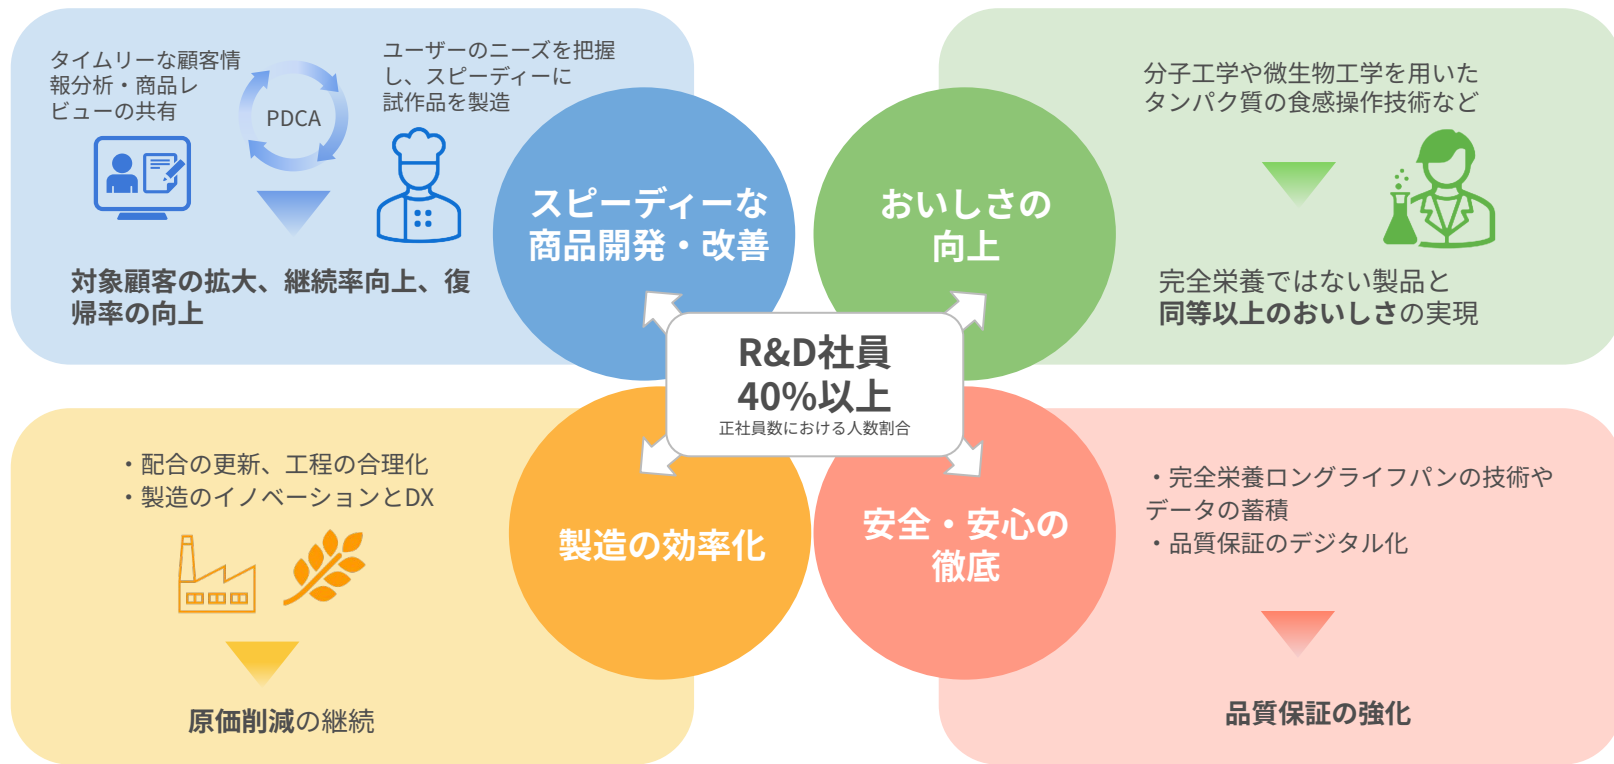 タイムリーな顧客情
報分析・商品レ
ビューの共有
PDCA
ユーザーのニーズを把握
し、スピーディーに
試作品を製造
対象顧客の拡大、継続率向上、復
帰率の向上
スピーディーな
商品開発・改善
おいしさの
向上
分子工学や微生物工学を用いた
タンパク質の食感操作技術など
完全栄養ではない製品と
同等以上のおいしさの実現
R&D社員
40%以上
正社員数における人数割合
・配合の更新、工程の合理化
・製造のイノベーションとDX
原価削減の継続
製造の効率化
安全・安心の
徹底
・完全栄養ロングライフパンの技術や
データの蓄積
・品質保証のデジタル化
品質保証の強化